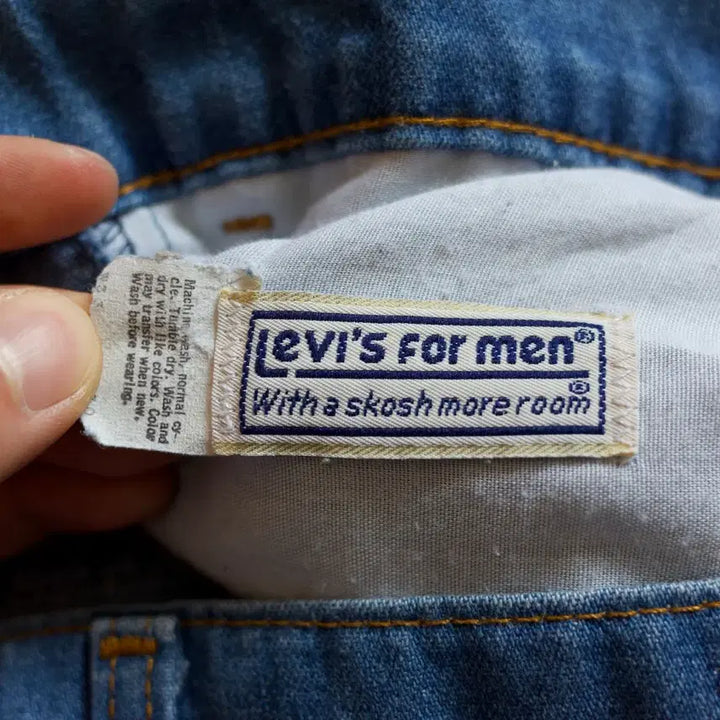 Levi's for men®
With a skosh more room®
Machine wash, normal cy-
cle. Tumble dry. Wash and
dry with like colors. Color
may transfer when new.
Wash before wearing.